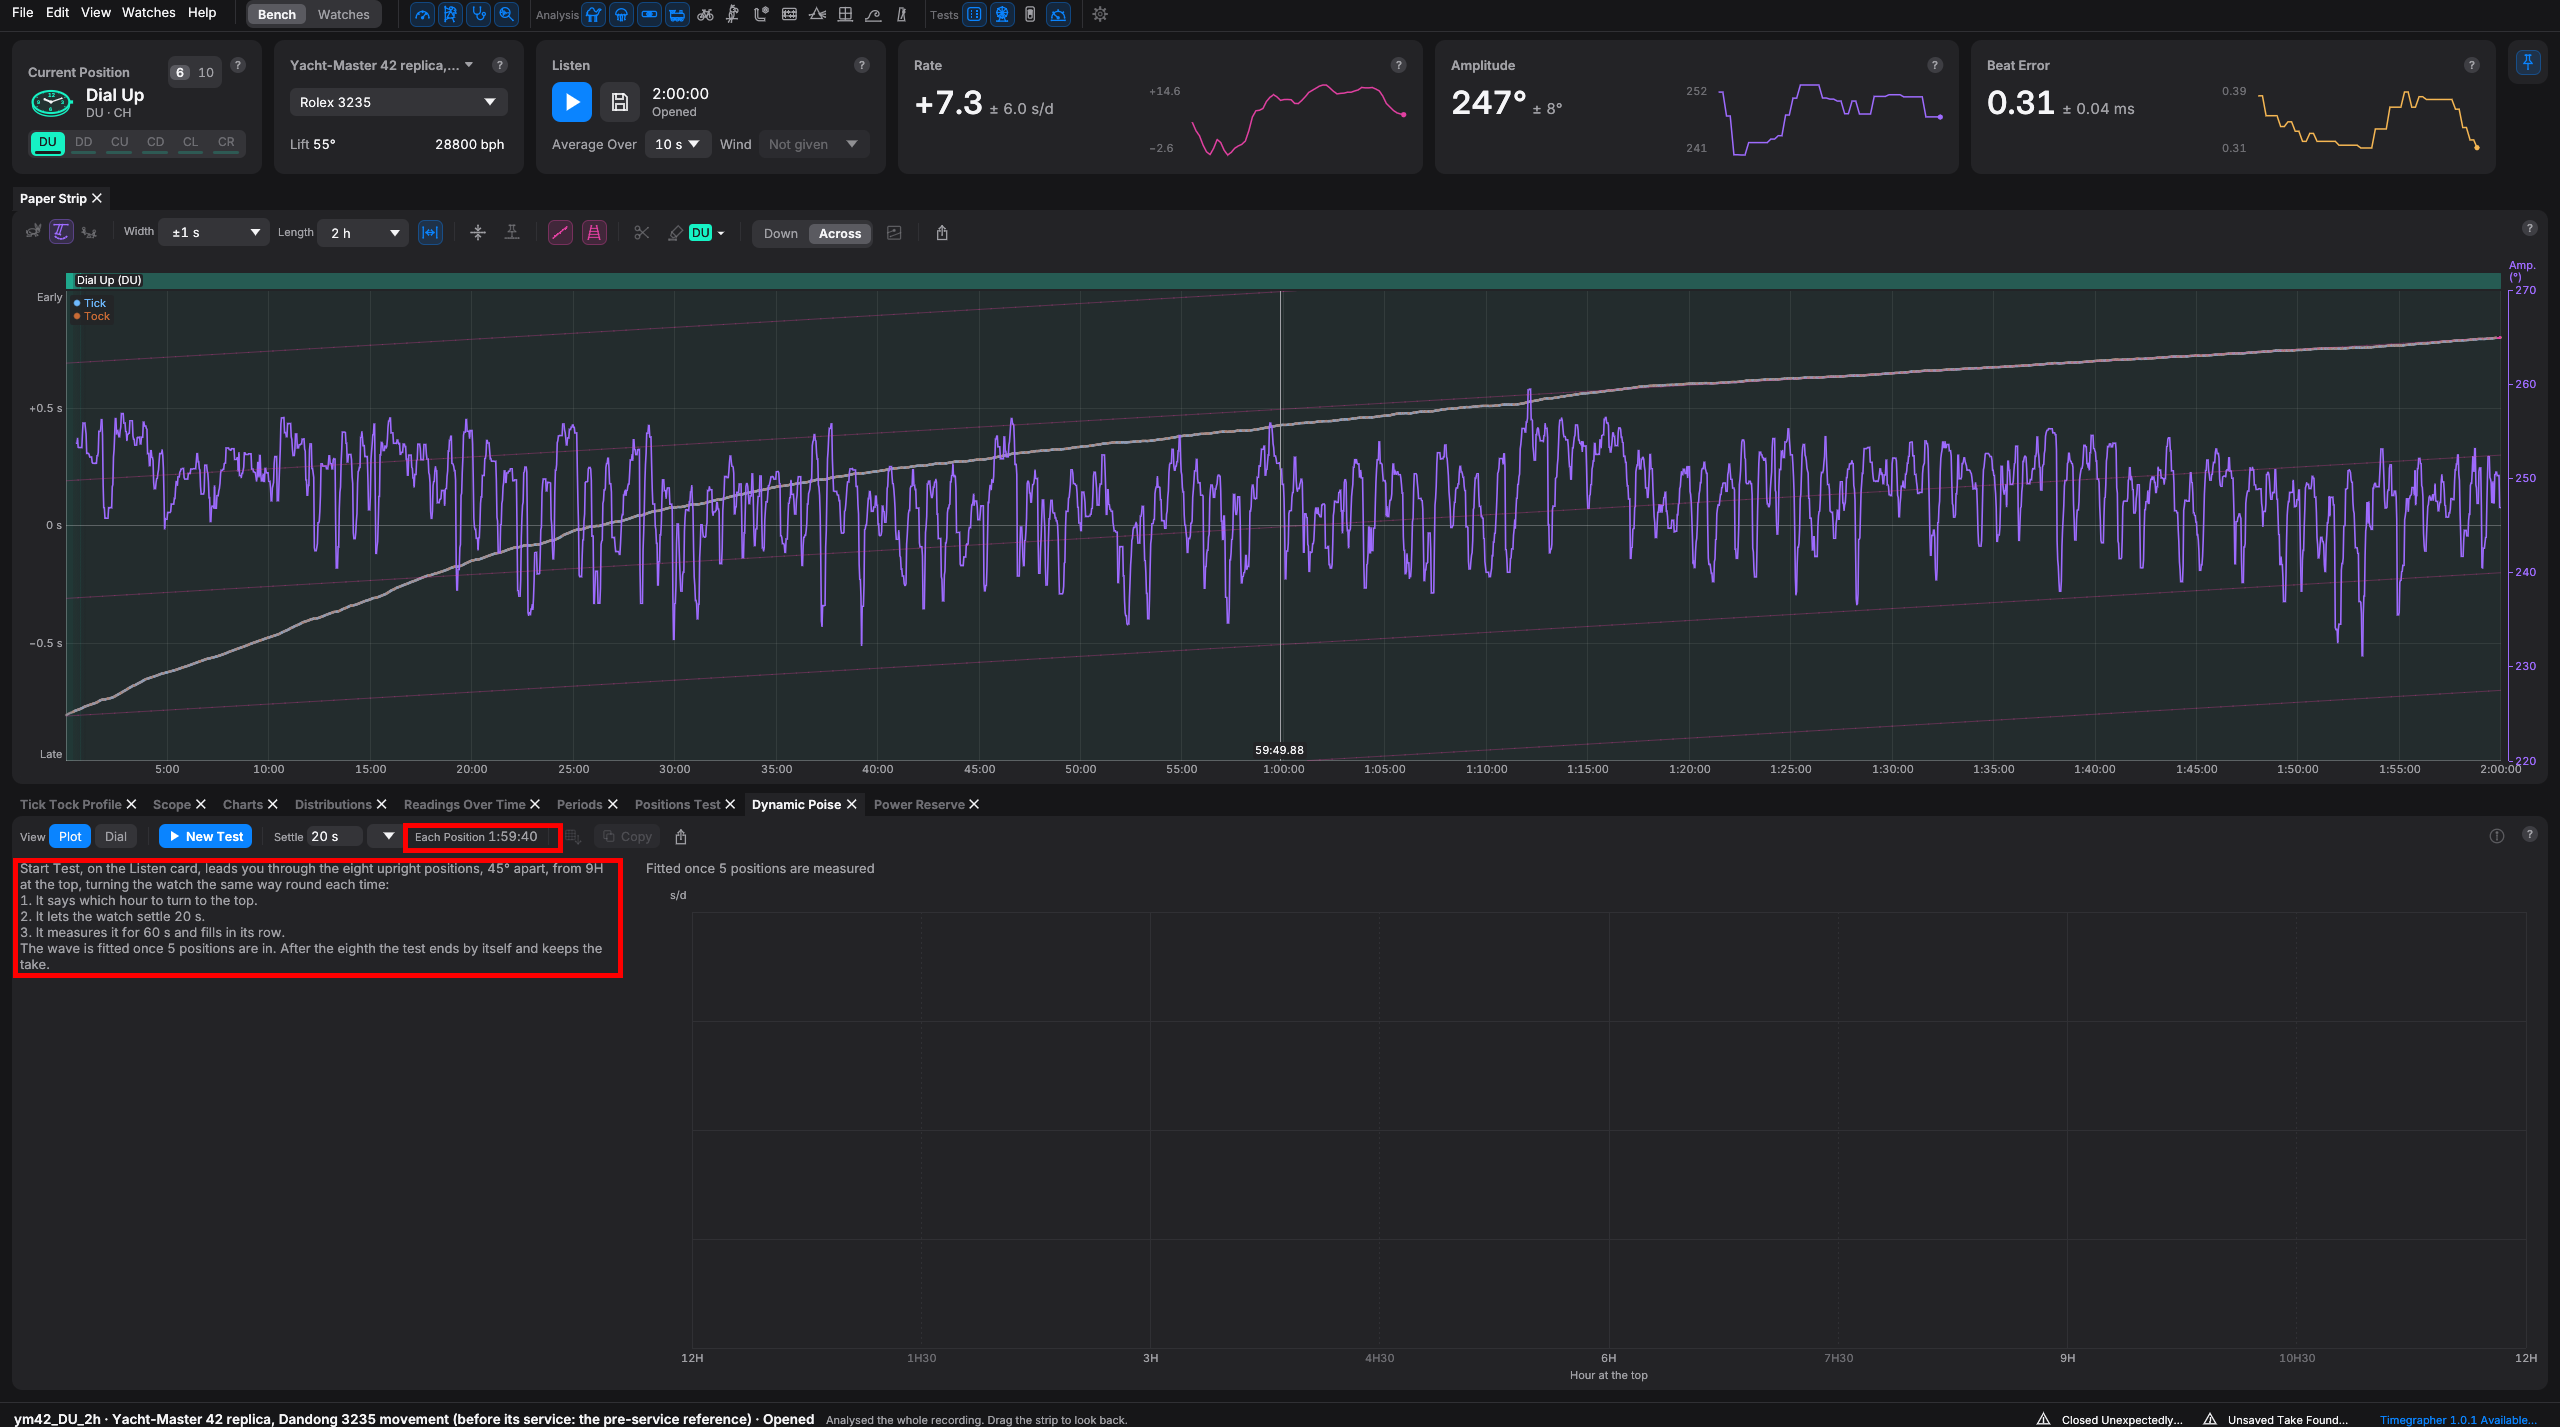 File Edit View Watches Help Bench Watches Analysis Tests
Current Position 6 10 ?
Dial Up
DU · CH
DU DD CU CD CL CR
Yacht-Master 42 replica,... ?
Rolex 3235
Lift 55° 28800 bph
Listen ?
2:00:00
Opened
Average Over 10 s Wind Not given
Rate ?
+7.3 ± 6.0 s/d
+14.6
−2.6
Amplitude ?
247° ± 8°
252
241
Beat Error ?
0.31 ± 0.04 ms
0.39
0.31
Paper Strip
Width ±1 s Length 2 h DU Down Across ?
Dial Up (DU)
Tick
Tock
Early
+0.5 s
0 s
−0.5 s
Late
Amp. (°)
270
260
250
240
230
220
59:49.88
5:00 10:00 15:00 20:00 25:00 30:00 35:00 40:00 45:00 50:00 55:00 1:00:00 1:05:00 1:10:00 1:15:00 1:20:00 1:25:00 1:30:00 1:35:00 1:40:00 1:45:00 1:50:00 1:55:00 2:00:00
Tick Tock Profile Scope Charts Distributions Readings Over Time Periods Positions Test Dynamic Poise Power Reserve
View Plot Dial New Test Settle 20 s Each Position 1:59:40 Copy ?
Start Test, on the Listen card, leads you through the eight upright positions, 45° apart, from 9H
at the top, turning the watch the same way round each time:
1. It says which hour to turn to the top.
2. It lets the watch settle 20 s.
3. It measures it for 60 s and fills in its row.
The wave is fitted once 5 positions are in. After the eighth the test ends by itself and keeps the
take.
Fitted once 5 positions are measured
s/d
12H 1H30 3H 4H30 6H 7H30 9H 10H30 12H
Hour at the top
ym42_DU_2h · Yacht-Master 42 replica, Dandong 3235 movement (before its service: the pre-service reference) · Opened Analysed the whole recording. Drag the strip to look back. Closed Unexpectedly... Unsaved Take Found... Timegrapher 1.0.1 Available...